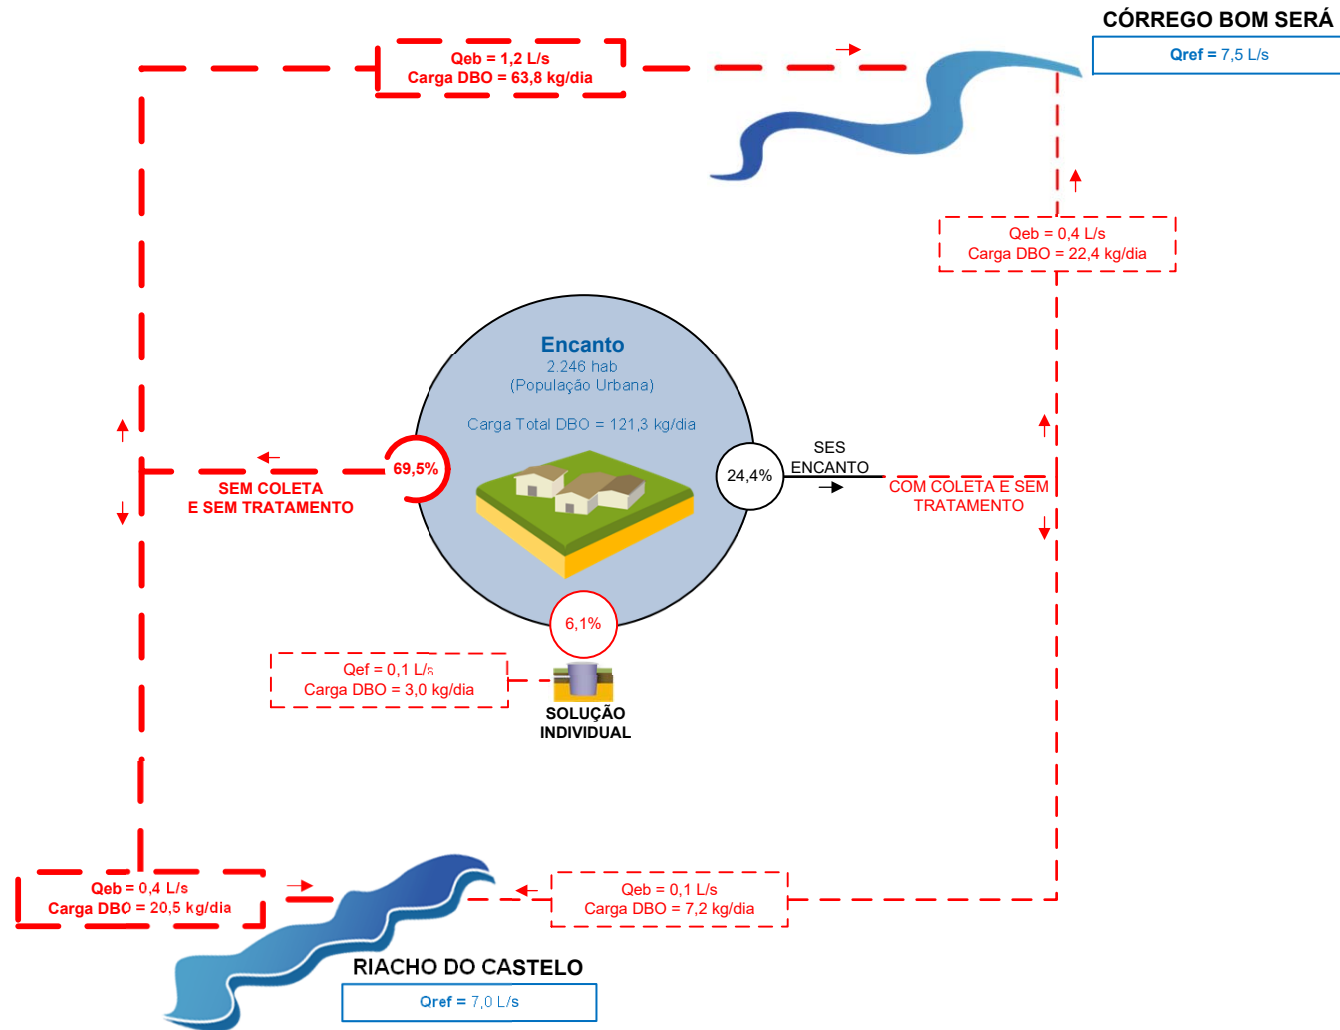 CÓRREGO BOM SERÁ
Qref = 7,5 L/s
Qeb = 1,2 L/s
Carga DBO = 63,8 kg/dia
Qeb = 0,4 L/s
Carga DBO = 22,4 kg/dia
Encanto
2.246 hab
(População Urbana)
Carga Total DBO = 121,3 kg/dia
69,5%
SEM COLETA
E SEM TRATAMENTO
24,4%
SES
ENCANTO
COM COLETA E SEM
TRATAMENTO
6,1%
Qef = 0,1 L/s
Carga DBO = 3,0 kg/dia
SOLUÇÃO
INDIVIDUAL
Qeb = 0,4 L/s
Carga DBO = 20,5 kg/dia
Qeb = 0,1 L/s
Carga DBO = 7,2 kg/dia
RIACHO DO CASTELO
Qref = 7,0 L/s